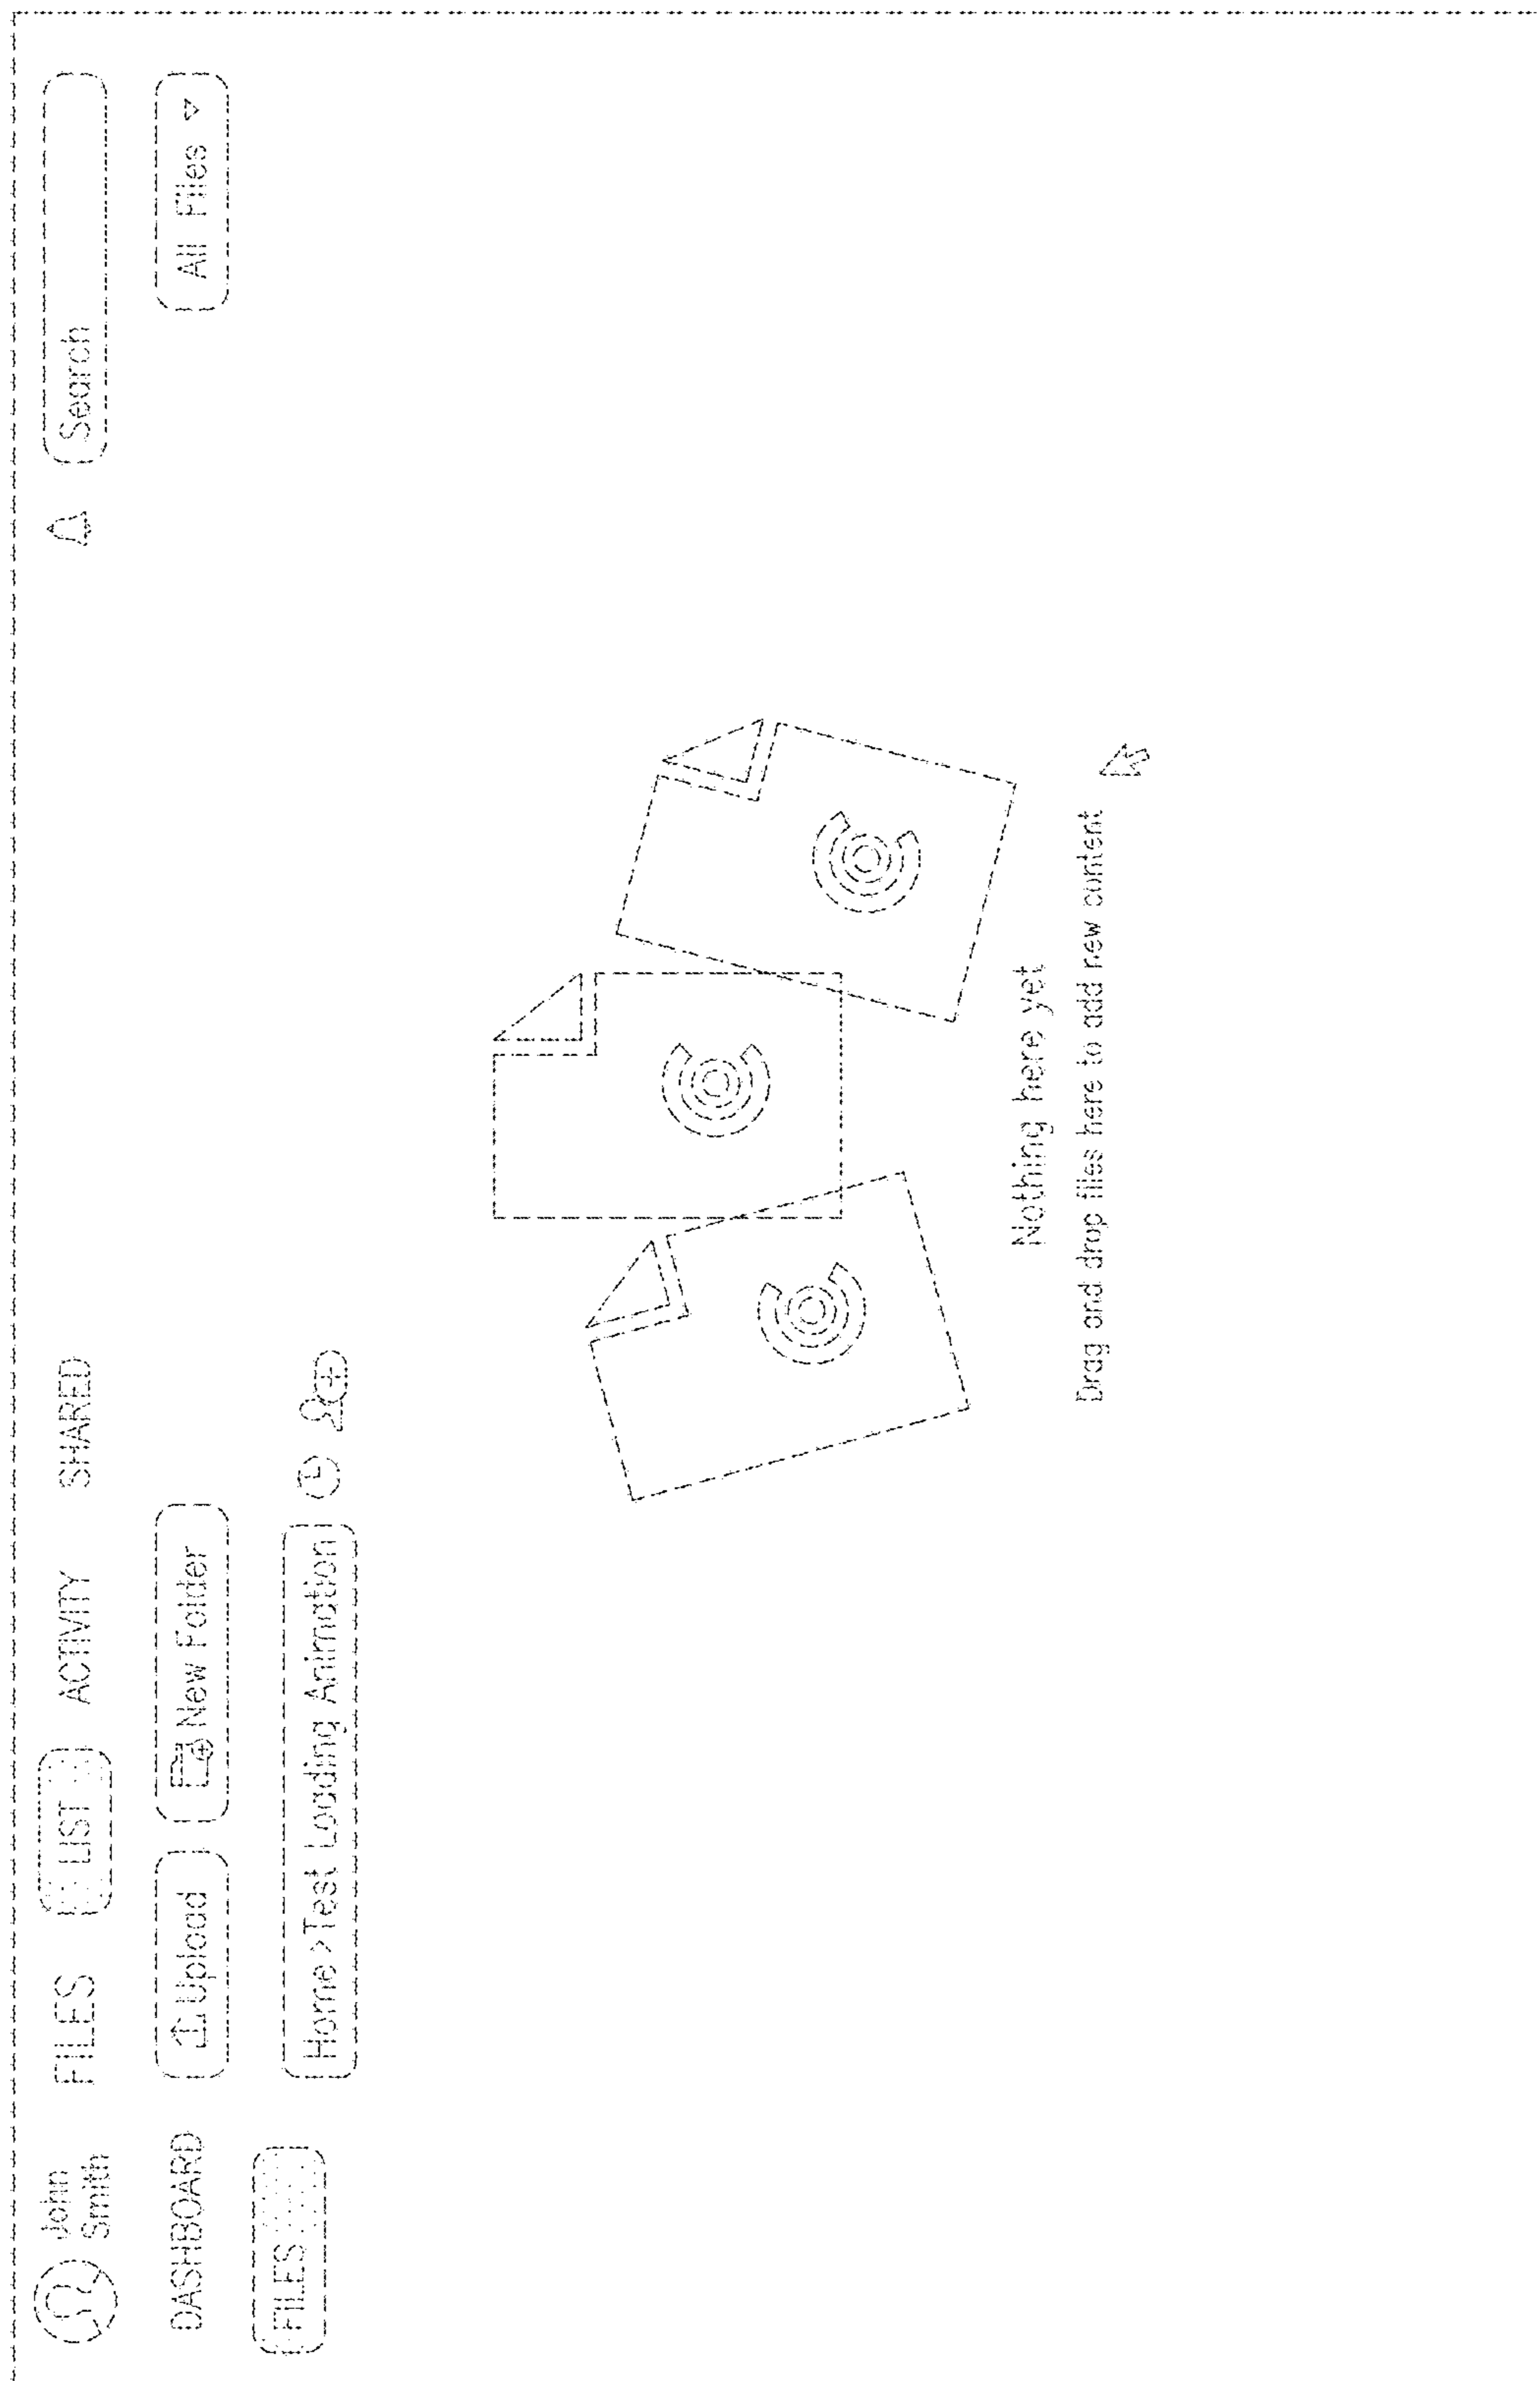 John
Smith
FILES
LIST
ACTIVITY
SHARED
Search
DASHBOARD
Upload
New Folder
All Files
FILES
Home>Test Loading Animation
Nothing here yet
Drag and drop files here to add new content